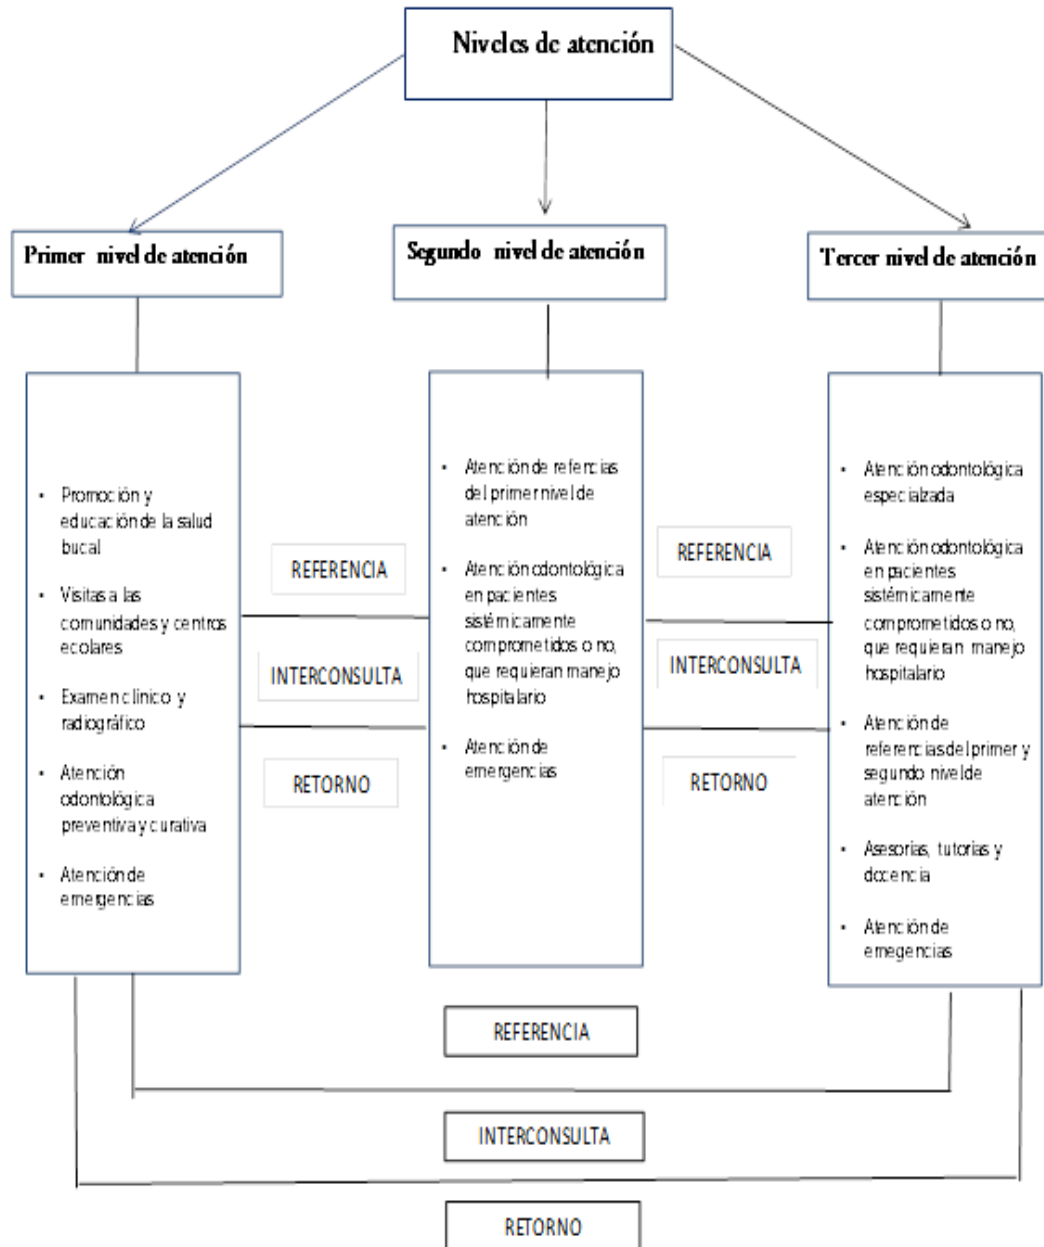 Niveles de atención
Primer nivel de atención
Segundo nivel de atención
Tercer nivel de atención
• Promoción y
educación de la salud
bucal
• Visitas a las
comunidades y centros
ecolares
• Examen clínico y
radiográfico
• Atención
odontológica
preventiva y curativa
• Atención de
emergencias
REFERENCIA
INTERCONSULTA
RETORNO
• Atención de refercias
del primer nivel de
atención
• Atención odontológica
en pacientes
sistémicamente
comprometidos o no,
que requieran manejo
hospitalario
• Atención de
emergencias
REFERENCIA
INTERCONSULTA
RETORNO
• Atención odontológica
especialzada
• Atención odontológica
en pacientes
sistémicamente
comprometidos o no,
que requieran manejo
hospitalario
• Atención de
referencias del primer y
segundo nivel de
atención
• Asesorías, tutorías y
docencia
• Atención de
emegencias
REFERENCIA
INTERCONSULTA
RETORNO